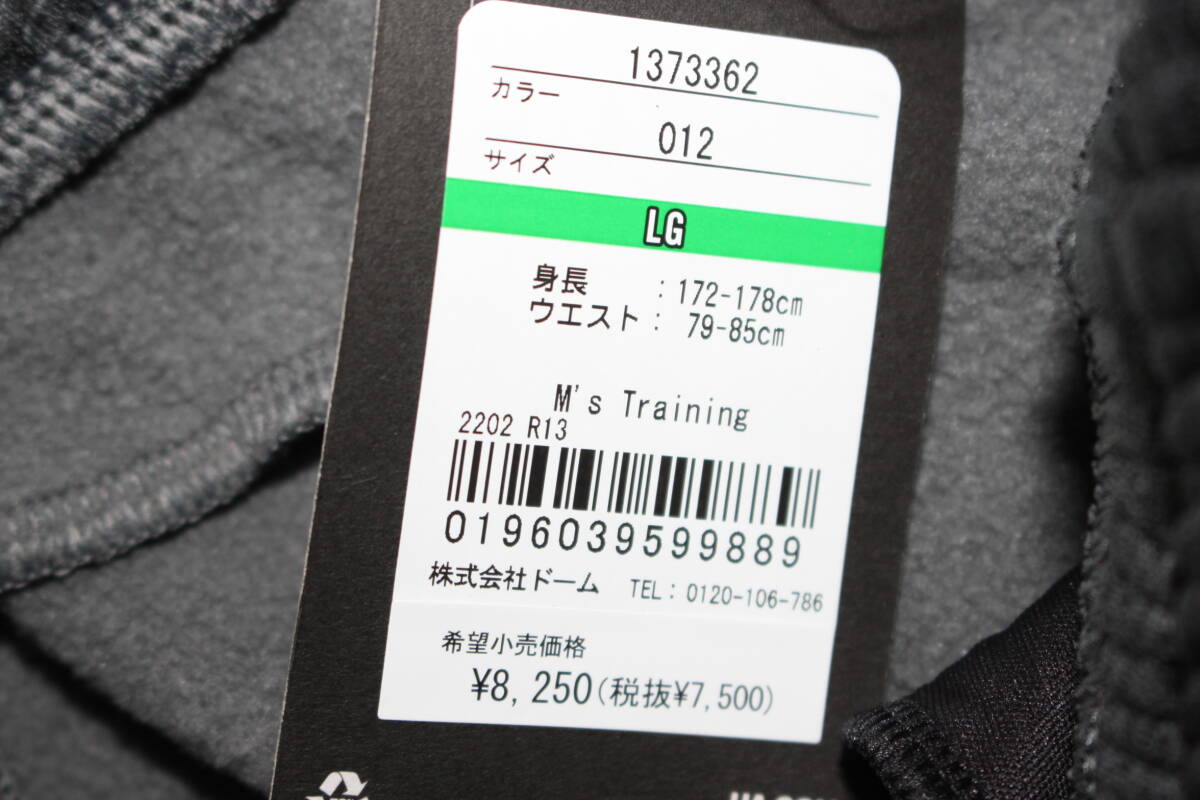 1373362
カラー
012
サイズ
LG
身長 : 172-178cm
ウエスト : 79-85cm
M's Training
2202 R13
0196039599889
株式会社ドーム TEL: 0120-106-786
希望小売価格
¥8,250(税抜¥7,500)